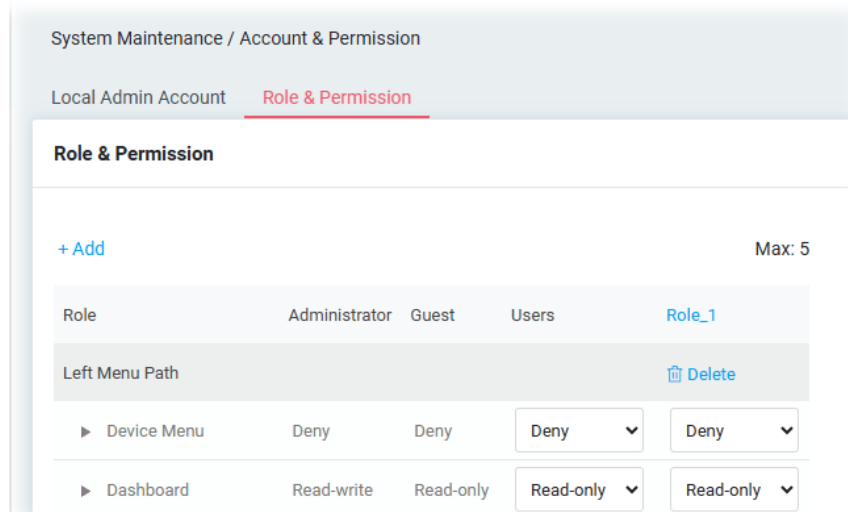 System Maintenance / Account & Permission
Local Admin Account Role & Permission
Role & Permission
+ Add Max: 5
Role Administrator Guest Users Role_1
Left Menu Path Delete
Device Menu Deny Deny Deny Deny
Dashboard Read-write Read-only Read-only Read-only